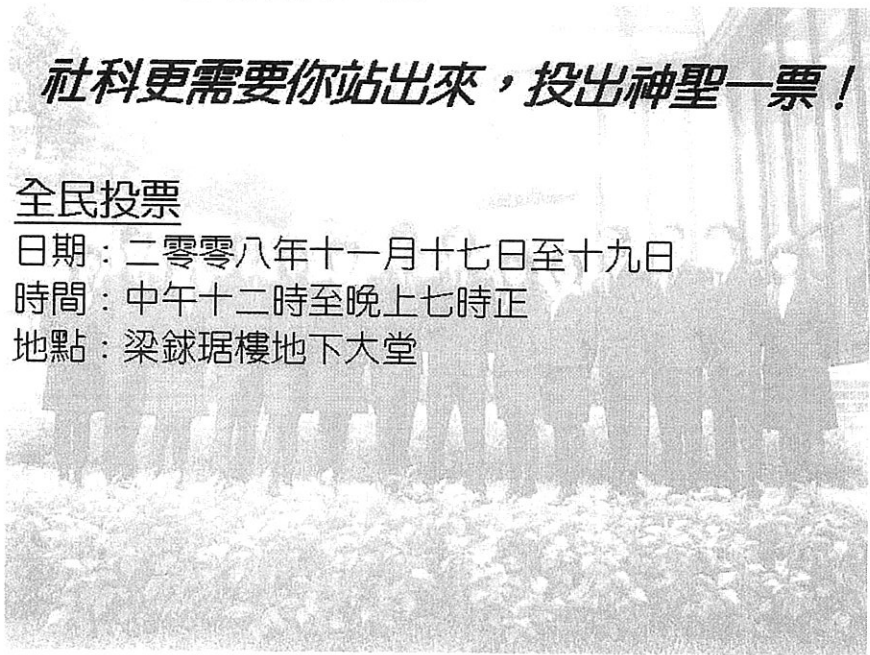 社科更需要你站出來，投出神聖一票！
全民投票
日期：二零零八年十一月十七日至十九日
時間：中午十二時至晚上七時正
地點：梁銶琚樓地下大堂